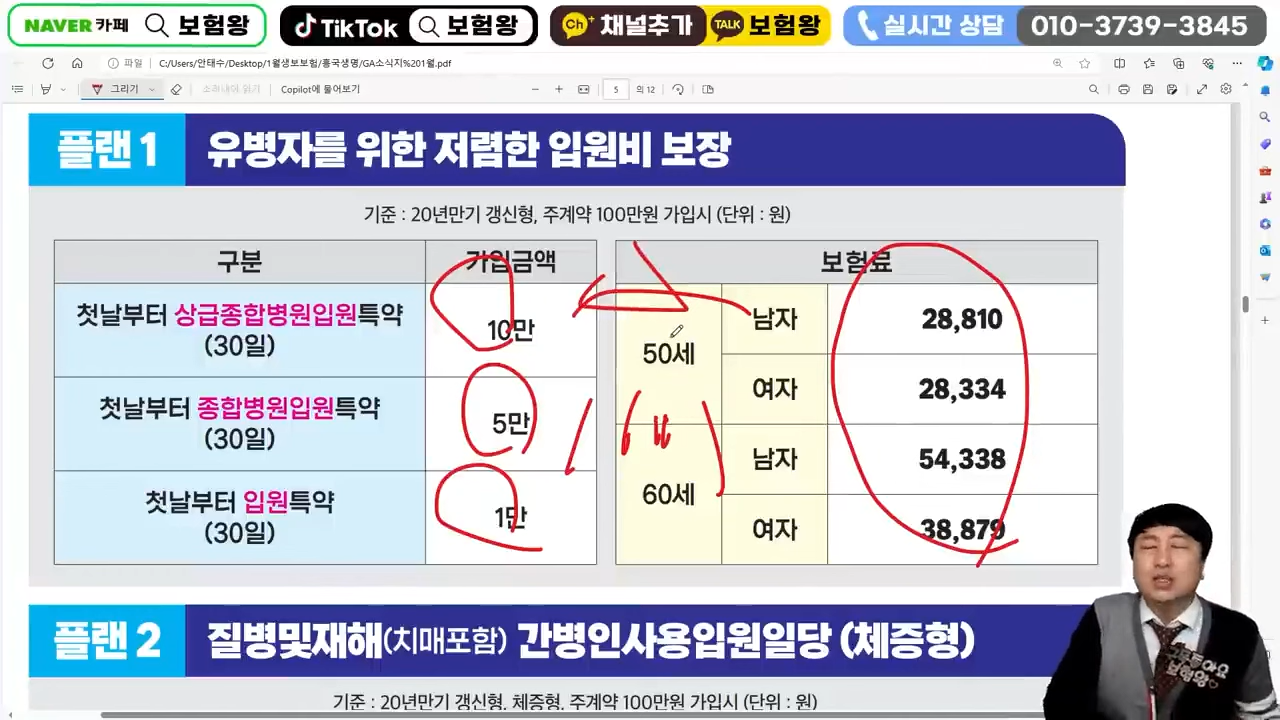 NAVER 카페 보험왕
TikTok 보험왕
Ch+ 채널추가 TALK 보험왕
실시간 상담 010-3739-3845
파일 C:/Users/안태수/Desktop/1월생보보험/흥국생명/GA소식지%201월.pdf
그리기 소리내어 읽기 Copilot에 물어보기 5 의 12
플랜 1 유병자를 위한 저렴한 입원비 보장
기준 : 20년만기 갱신형, 주계약 100만원 가입시 (단위 : 원)
구분 가입금액 보험료
첫날부터 상급종합병원입원특약
(30일)
10만
첫날부터 종합병원입원특약
(30일)
5만
첫날부터 입원특약
(30일)
1만
50세
남자 28,810
여자 28,334
60세
남자 54,338
여자 38,879
플랜 2 질병및재해(치매포함) 간병인사용입원일당 (체증형)
기준 : 20년만기 갱신형, 체증형, 주계약 100만원 가입시 (단위 : 원)
보험왕